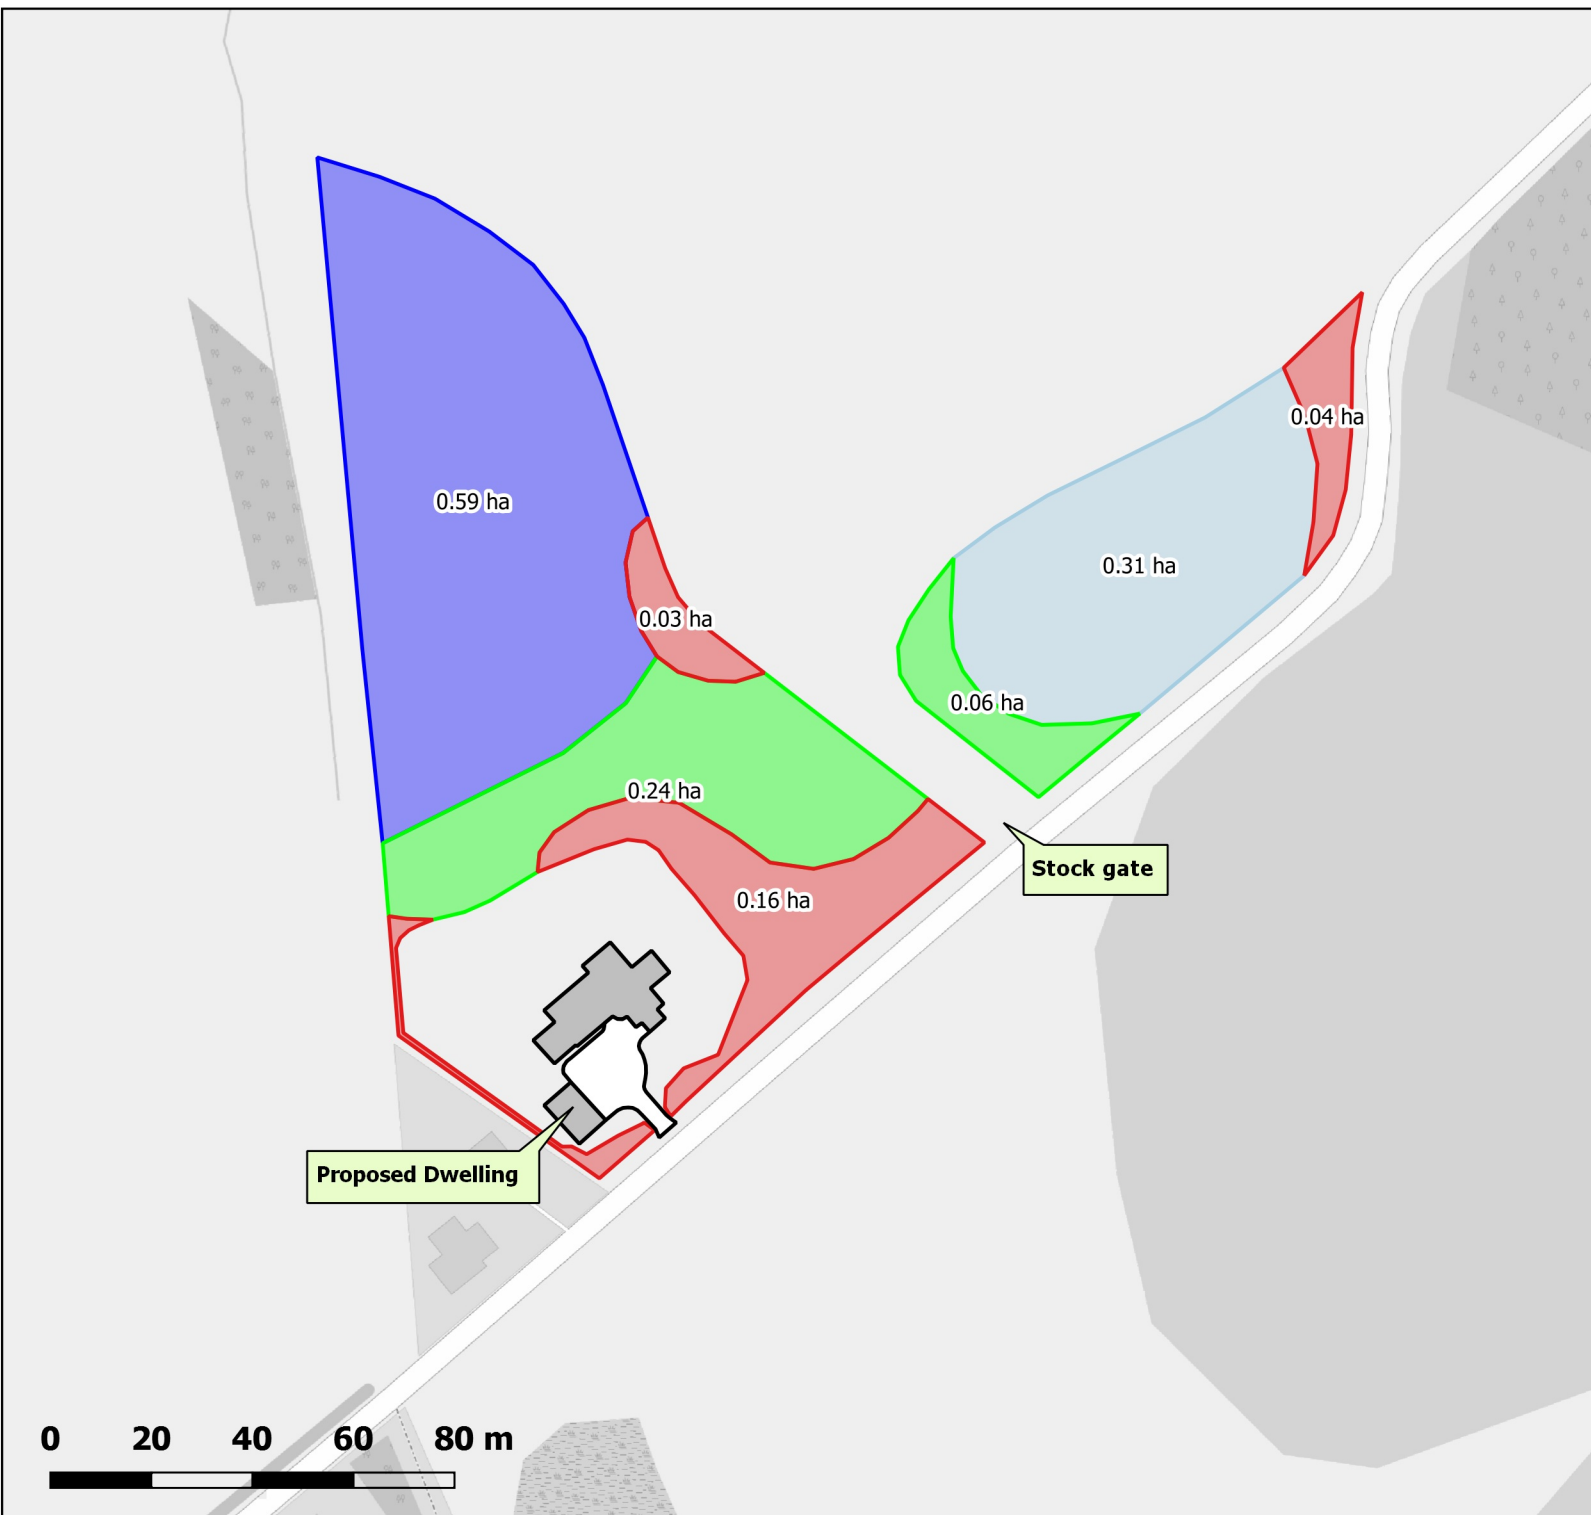 0.04 ha
0.59 ha
0.31 ha
0.03 ha
0.06 ha
0.24 ha
Stock gate
0.16 ha
Proposed Dwelling
0 20 40 60 80 m